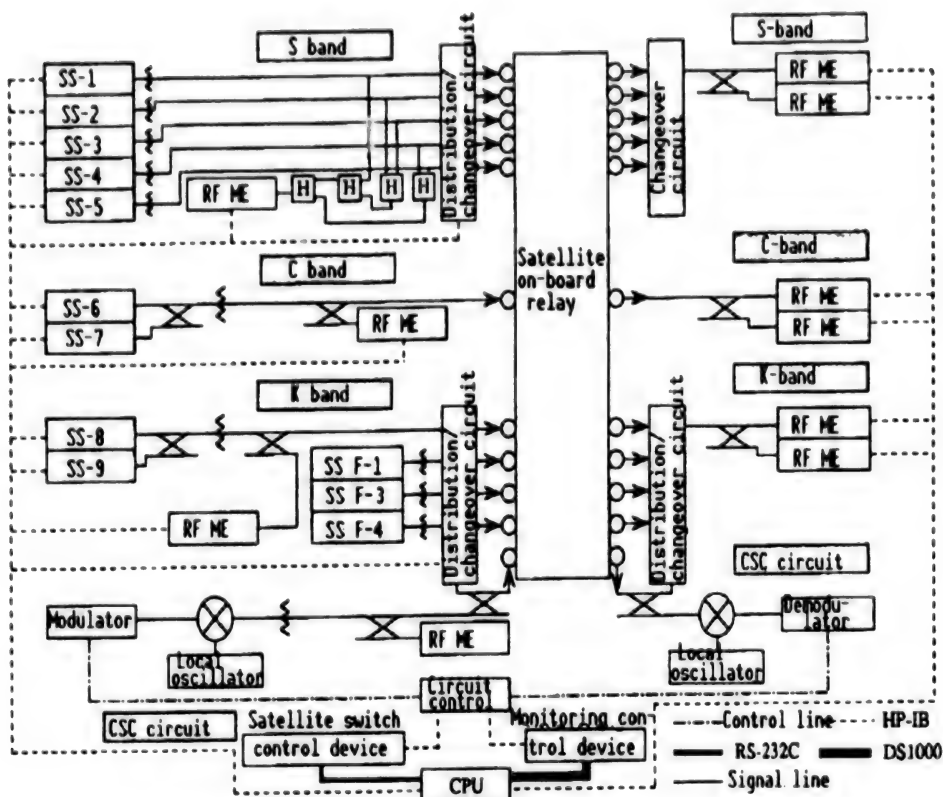 S band
S-band
SS-1
SS-2
SS-3
SS-4
SS-5
RF ME
H
H
H
H
Distribution/
changeover circuit
Changeover
circuit
RF ME
RF ME
C band
C-band
SS-6
SS-7
RF ME
Satellite
on-board
relay
RF ME
RF ME
K band
K-band
SS-8
SS-9
SS F-1
SS F-3
SS F-4
RF ME
Distribution/
changeover circuit
Distribution/
changeover circuit
RF ME
RF ME
CSC circuit
Modulator
Local
oscillator
RF ME
Local
oscillator
Demodu-
lator
Circuit
control
CSC circuit
Satellite switch
control device
Monitoring con-
trol device
CPU
Control line
HP-IB
RS-232C
DS1000
Signal line